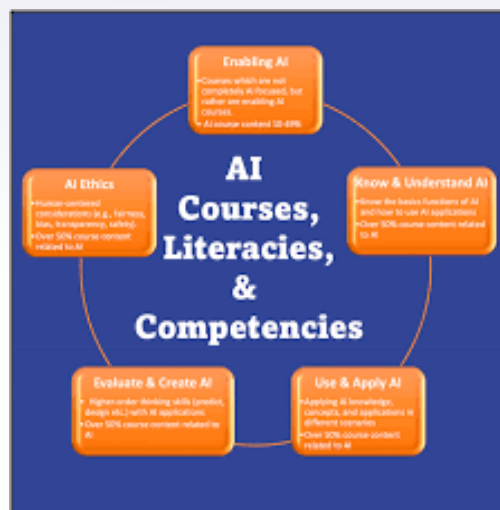 Enabling AI
•Courses which are not
completely AI focused, but
rather are enabling AI
courses.
•AI course content 10-49%
Know & Understand AI
•Know the basics functions of AI
and how to use AI applications
•Over 50% course content related
to AI
Use & Apply AI
•Applying AI knowledge,
concepts, and applications in
different scenarios
•Over 50% course content
related to AI
Evaluate & Create AI
• Higher-order thinking skills (predict,
design etc.) with AI applications
•Over 50% course content related to
AI
AI Ethics
•Human-centered
considerations (e.g., fairness,
bias, transparency, safety).
•Over 50% course content
related to AI
AI
Courses,
Literacies,
&
Competencies